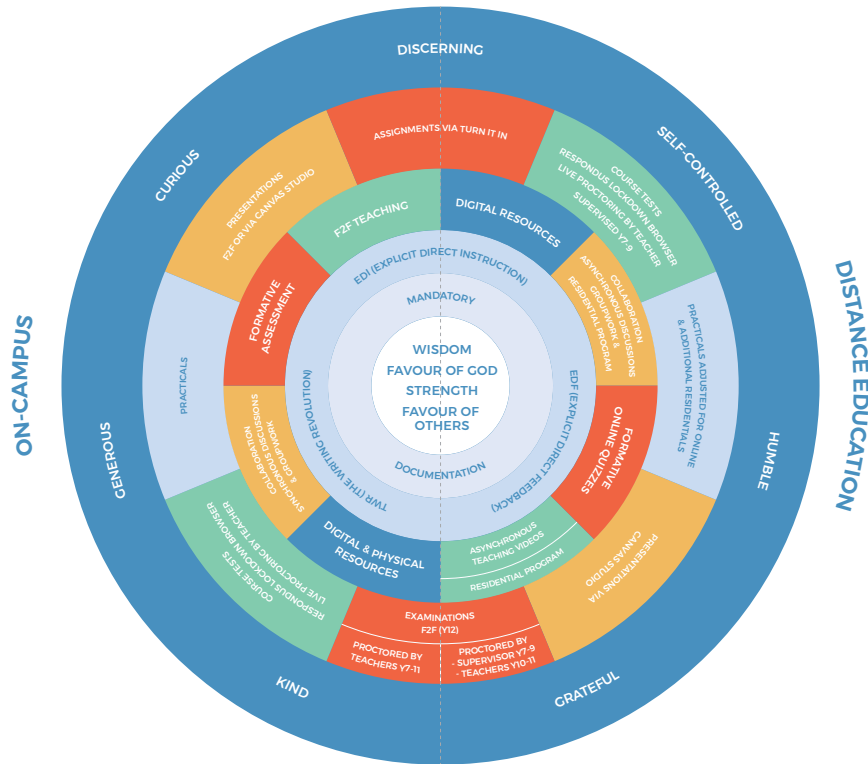 DISCERNING
CURIOUS
SELF-CONTROLLED
ON-CAMPUS
DISTANCE EDUCATION
GENEROUS
HUMBLE
KIND
GRATEFUL
ASSIGNMENTS VIA TURN IT IN
PRESENTATIONS
F2F OR VIA CANVAS STUDIO
COURSE TESTS
RESPONDUS LOCKDOWN BROWSER
LIVE PROCTORING BY TEACHER
SUPERVISED Y7-9
PRACTICALS
PRACTICALS ADJUSTED FOR ONLINE
& ADDITIONAL RESIDENTIALS
COURSE TESTS
RESPONDUS LOCKDOWN BROWSER
LIVE PROCTORING BY TEACHER
PRESENTATIONS VIA
CANVAS STUDIO
EXAMINATIONS
F2F (Y12)
PROCTORED BY
TEACHERS Y7-11
PROCTORED BY
- SUPERVISOR Y7-9
- TEACHERS Y10-11
F2F TEACHING
DIGITAL RESOURCES
FORMATIVE
ASSESSMENT
COLLABORATION
ASYNCHRONOUS DISCUSSIONS
GROUPWORK &
RESIDENTIAL PROGRAM
COLLABORATION
SYNCHRONOUS DISCUSSIONS
& GROUPWORK
FORMATIVE
ONLINE QUIZZES
DIGITAL & PHYSICAL
RESOURCES
ASYNCHRONOUS
TEACHING VIDEOS
RESIDENTIAL PROGRAM
EDI (EXPLICIT DIRECT INSTRUCTION)
TWR (THE WRITING REVOLUTION)
EDF (EXPLICIT DIRECT FEEDBACK)
MANDATORY
DOCUMENTATION
WISDOM
FAVOUR OF GOD
STRENGTH
FAVOUR OF
OTHERS